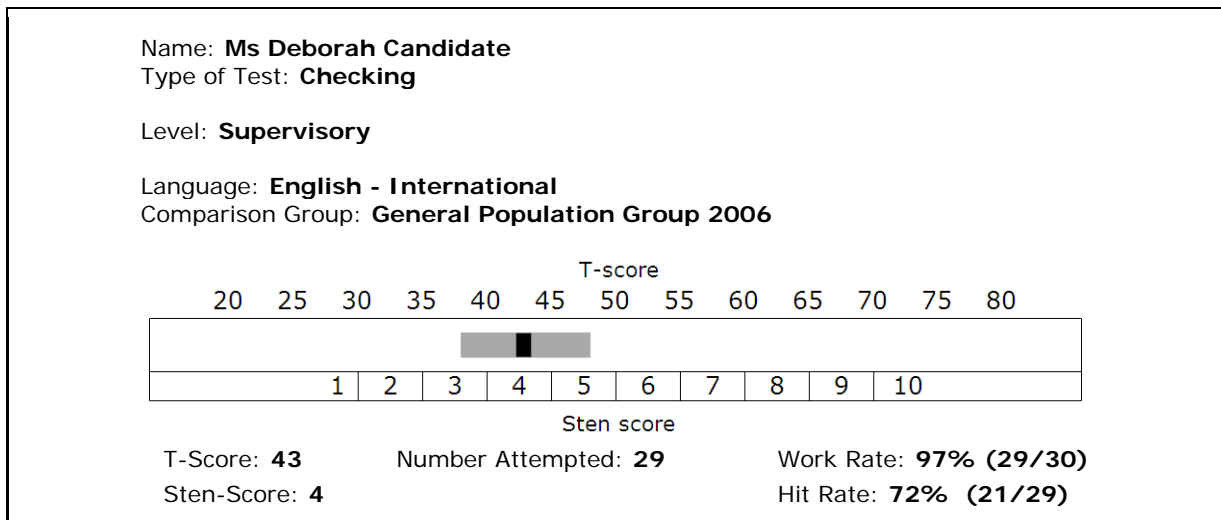 Name: Ms Deborah Candidate
Type of Test: Checking
Level: Supervisory
Language: English - International
Comparison Group: General Population Group 2006
T-score
20 25 30 35 40 45 50 55 60 65 70 75 80
1 2 3 4 5 6 7 8 9 10
Sten score
T-Score: 43 Number Attempted: 29 Work Rate: 97% (29/30)
Sten-Score: 4 Hit Rate: 72% (21/29)